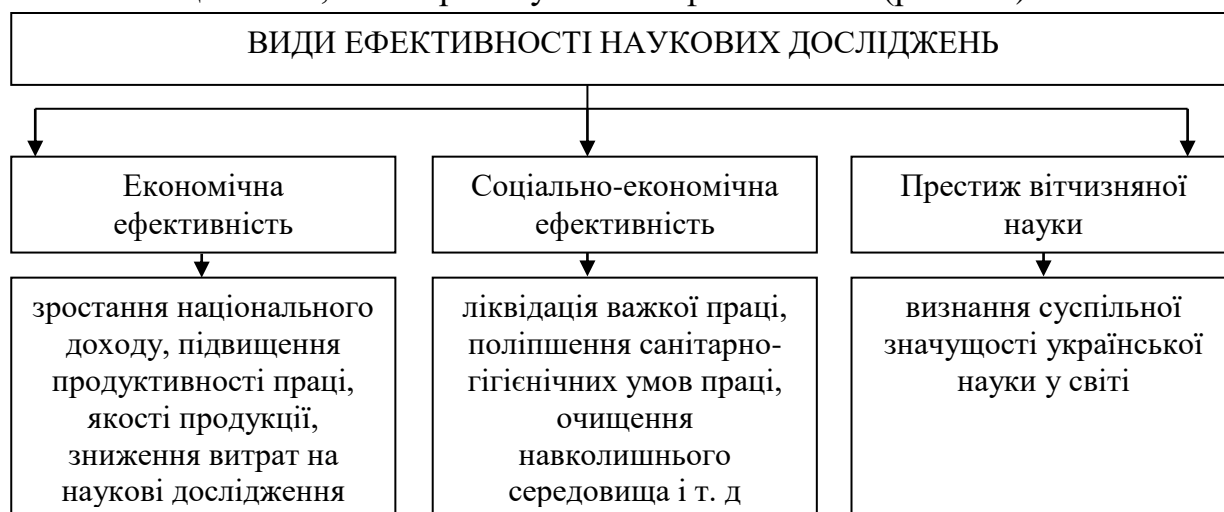 ВИДИ ЕФЕКТИВНОСТІ НАУКОВИХ ДОСЛІДЖЕНЬ
Економічна
ефективність
Соціально-економічна
ефективність
Престиж вітчизняної
науки
зростання національного
доходу, підвищення
продуктивності праці,
якості продукції,
зниження витрат на
наукові дослідження
ліквідація важкої праці,
поліпшення санітарно-
гігієнічних умов праці,
очищення
навколишнього
середовища і т. д
визнання суспільної
значущості української
науки у світі